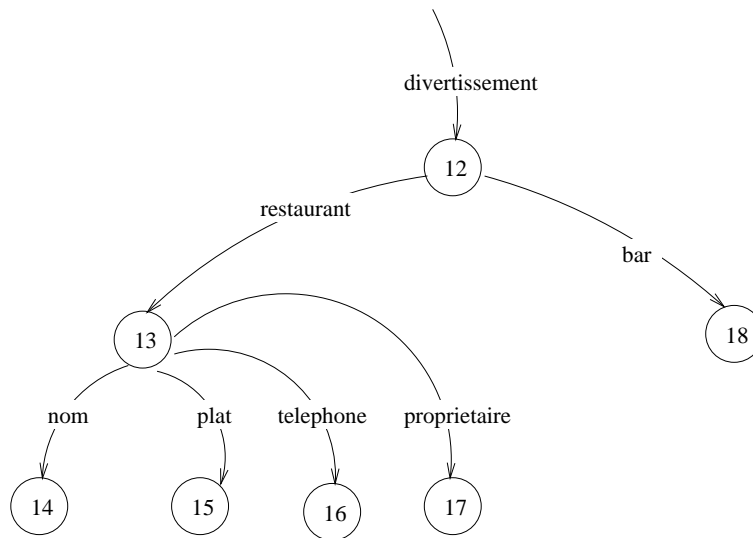 divertissement
12
restaurant
bar
13
18
nom plat telephone proprietaire
14 15 16 17